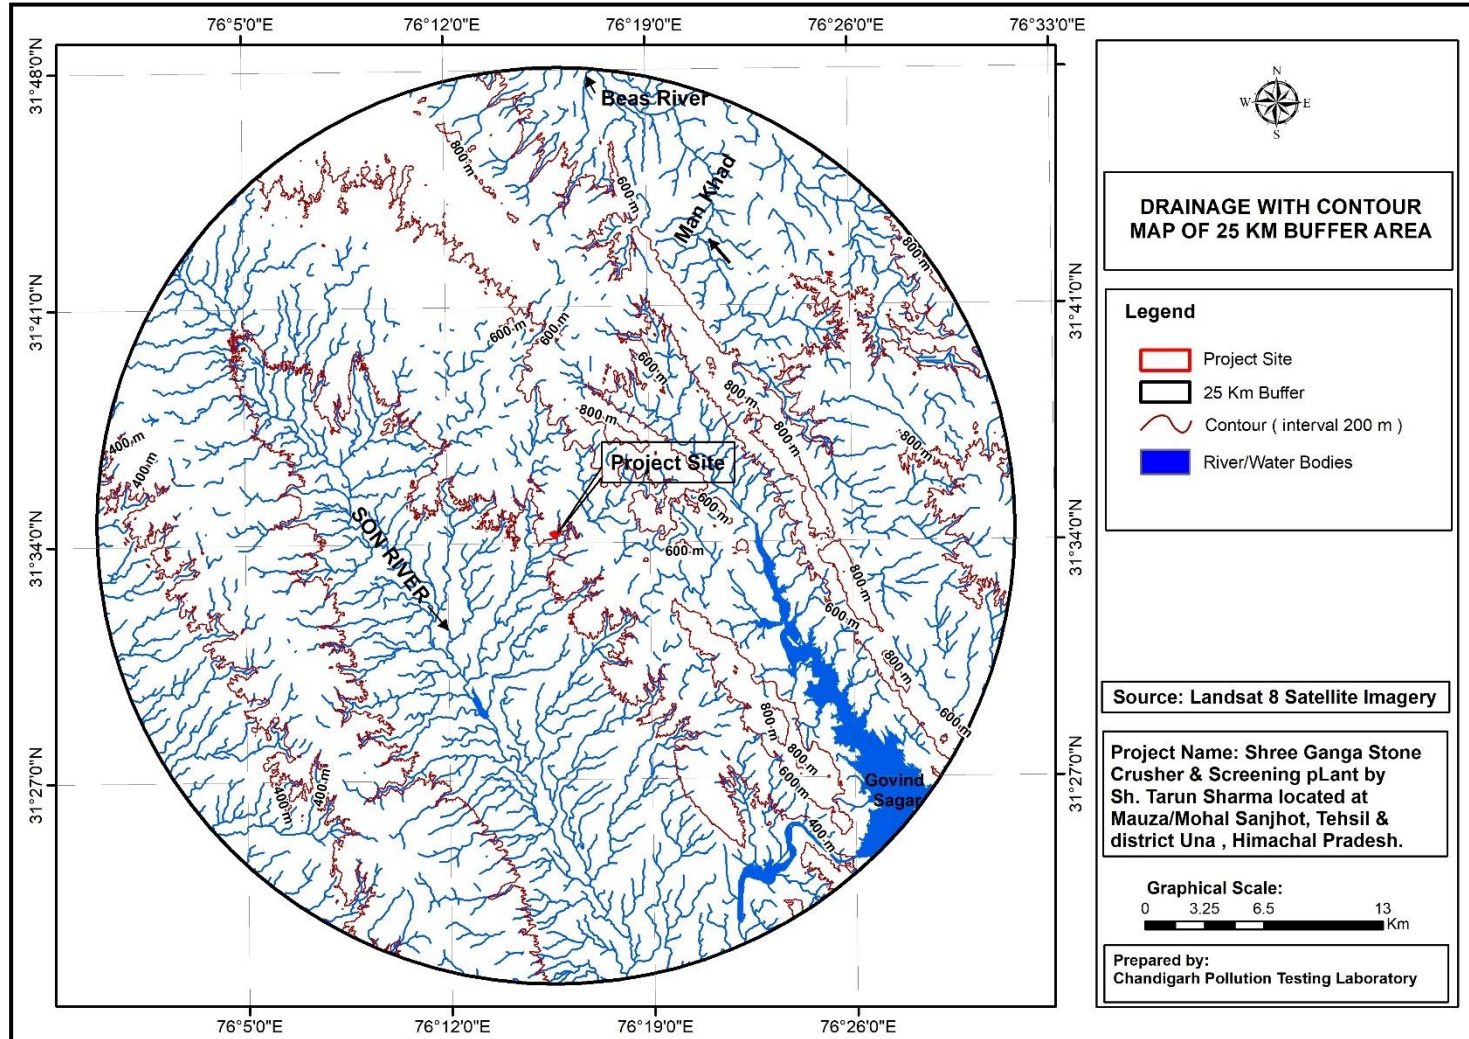 76°5'0"E 76°12'0"E 76°19'0"E 76°26'0"E 76°33'0"E
31°48'0"N
31°41'0"N
31°34'0"N
31°27'0"N
Beas River
800 m
600 m
Man Khad
800 m
600 m
600 m
600 m
800 m
800 m
800 m
800 m
400 m
400 m
Project Site
600 m
600 m
SON RIVER
800 m
600 m
800 m
600 m
800 m
800 m
600 m
400 m
400 m
400 m
Govind
Sagar
31°41'0"N
31°34'0"N
31°27'0"N
76°5'0"E 76°12'0"E 76°19'0"E 76°26'0"E
N
W E
S
DRAINAGE WITH CONTOUR
MAP OF 25 KM BUFFER AREA
Legend
Project Site
25 Km Buffer
Contour ( interval 200 m )
River/Water Bodies
Source: Landsat 8 Satellite Imagery
Project Name: Shree Ganga Stone
Crusher & Screening pLant by
Sh. Tarun Sharma located at
Mauza/Mohal Sanjhot, Tehsil &
district Una , Himachal Pradesh.
Graphical Scale:
0 3.25 6.5 13
Km
Prepared by:
Chandigarh Pollution Testing Laboratory